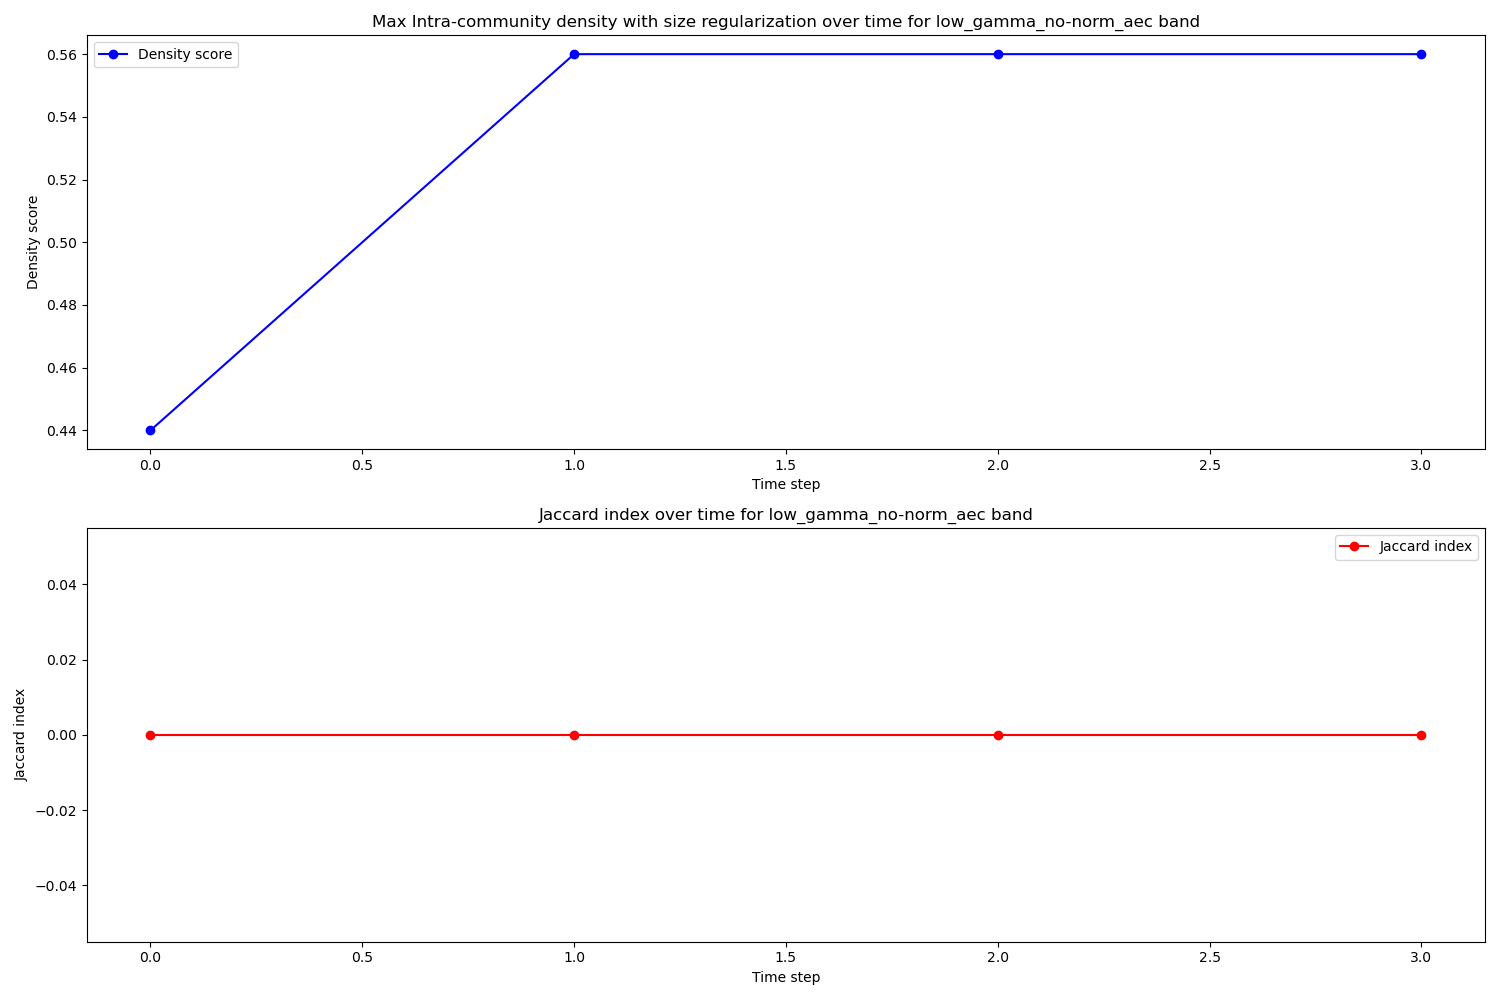 Max Intra-community density with size regularization over time for low_gamma_no-norm_aec band
Density score
0.56
0.54
0.52
0.50
0.48
0.46
0.44
Density score
0.0 0.5 1.0 1.5 2.0 2.5 3.0
Time step
Jaccard index over time for low_gamma_no-norm_aec band
Jaccard index
0.04
0.02
0.00
−0.02
−0.04
Jaccard index
0.0 0.5 1.0 1.5 2.0 2.5 3.0
Time step